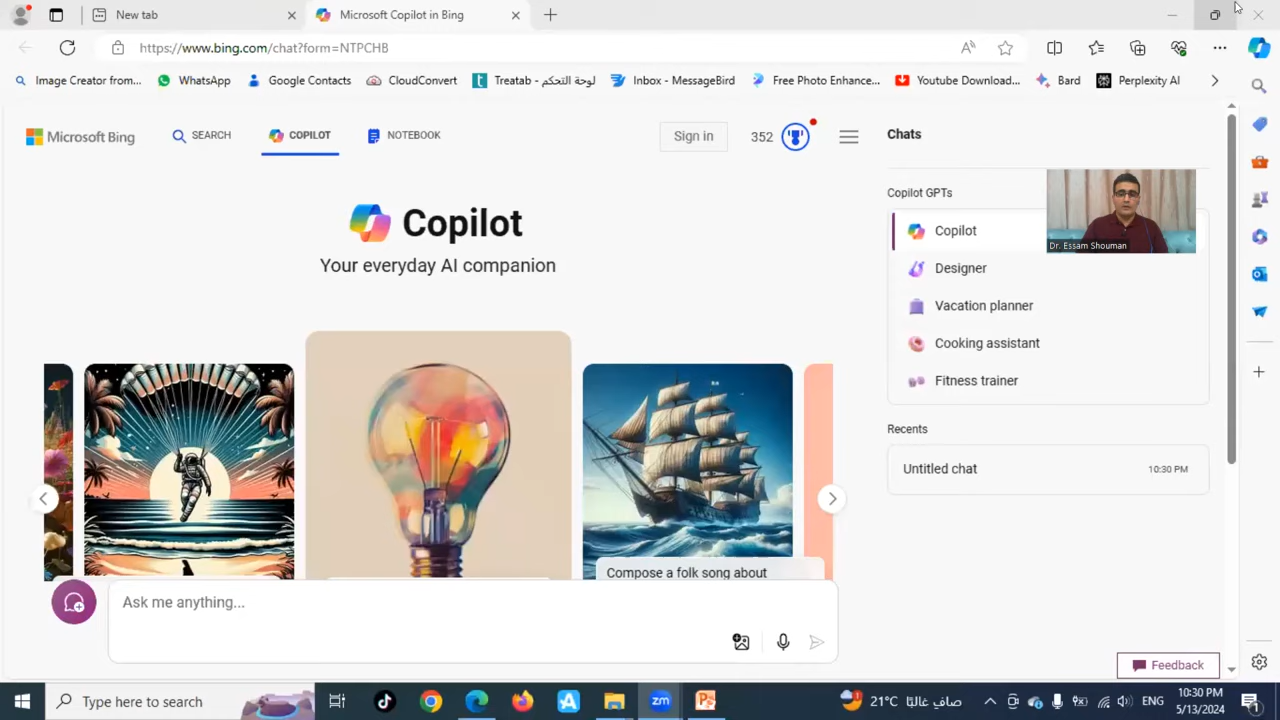 New tab
Microsoft Copilot in Bing
https://www.bing.com/chat?form=NTPCHB
Image Creator from...
WhatsApp
Google Contacts
CloudConvert
Treatab - لوحة التحكم
Inbox - MessageBird
Free Photo Enhance...
Youtube Download...
Bard
Perplexity AI
Microsoft Bing
SEARCH
COPILOT
NOTEBOOK
Sign in
352
Chats
Copilot
Your everyday AI companion
Copilot GPTs
Copilot
Dr. Essam Shouman
Designer
Vacation planner
Cooking assistant
Fitness trainer
Recents
Untitled chat
10:30 PM
Compose a folk song about
Ask me anything...
Feedback
Type here to search
zm
1
21°C صاف غالبًا
ENG
10:30 PM
5/13/2024
1